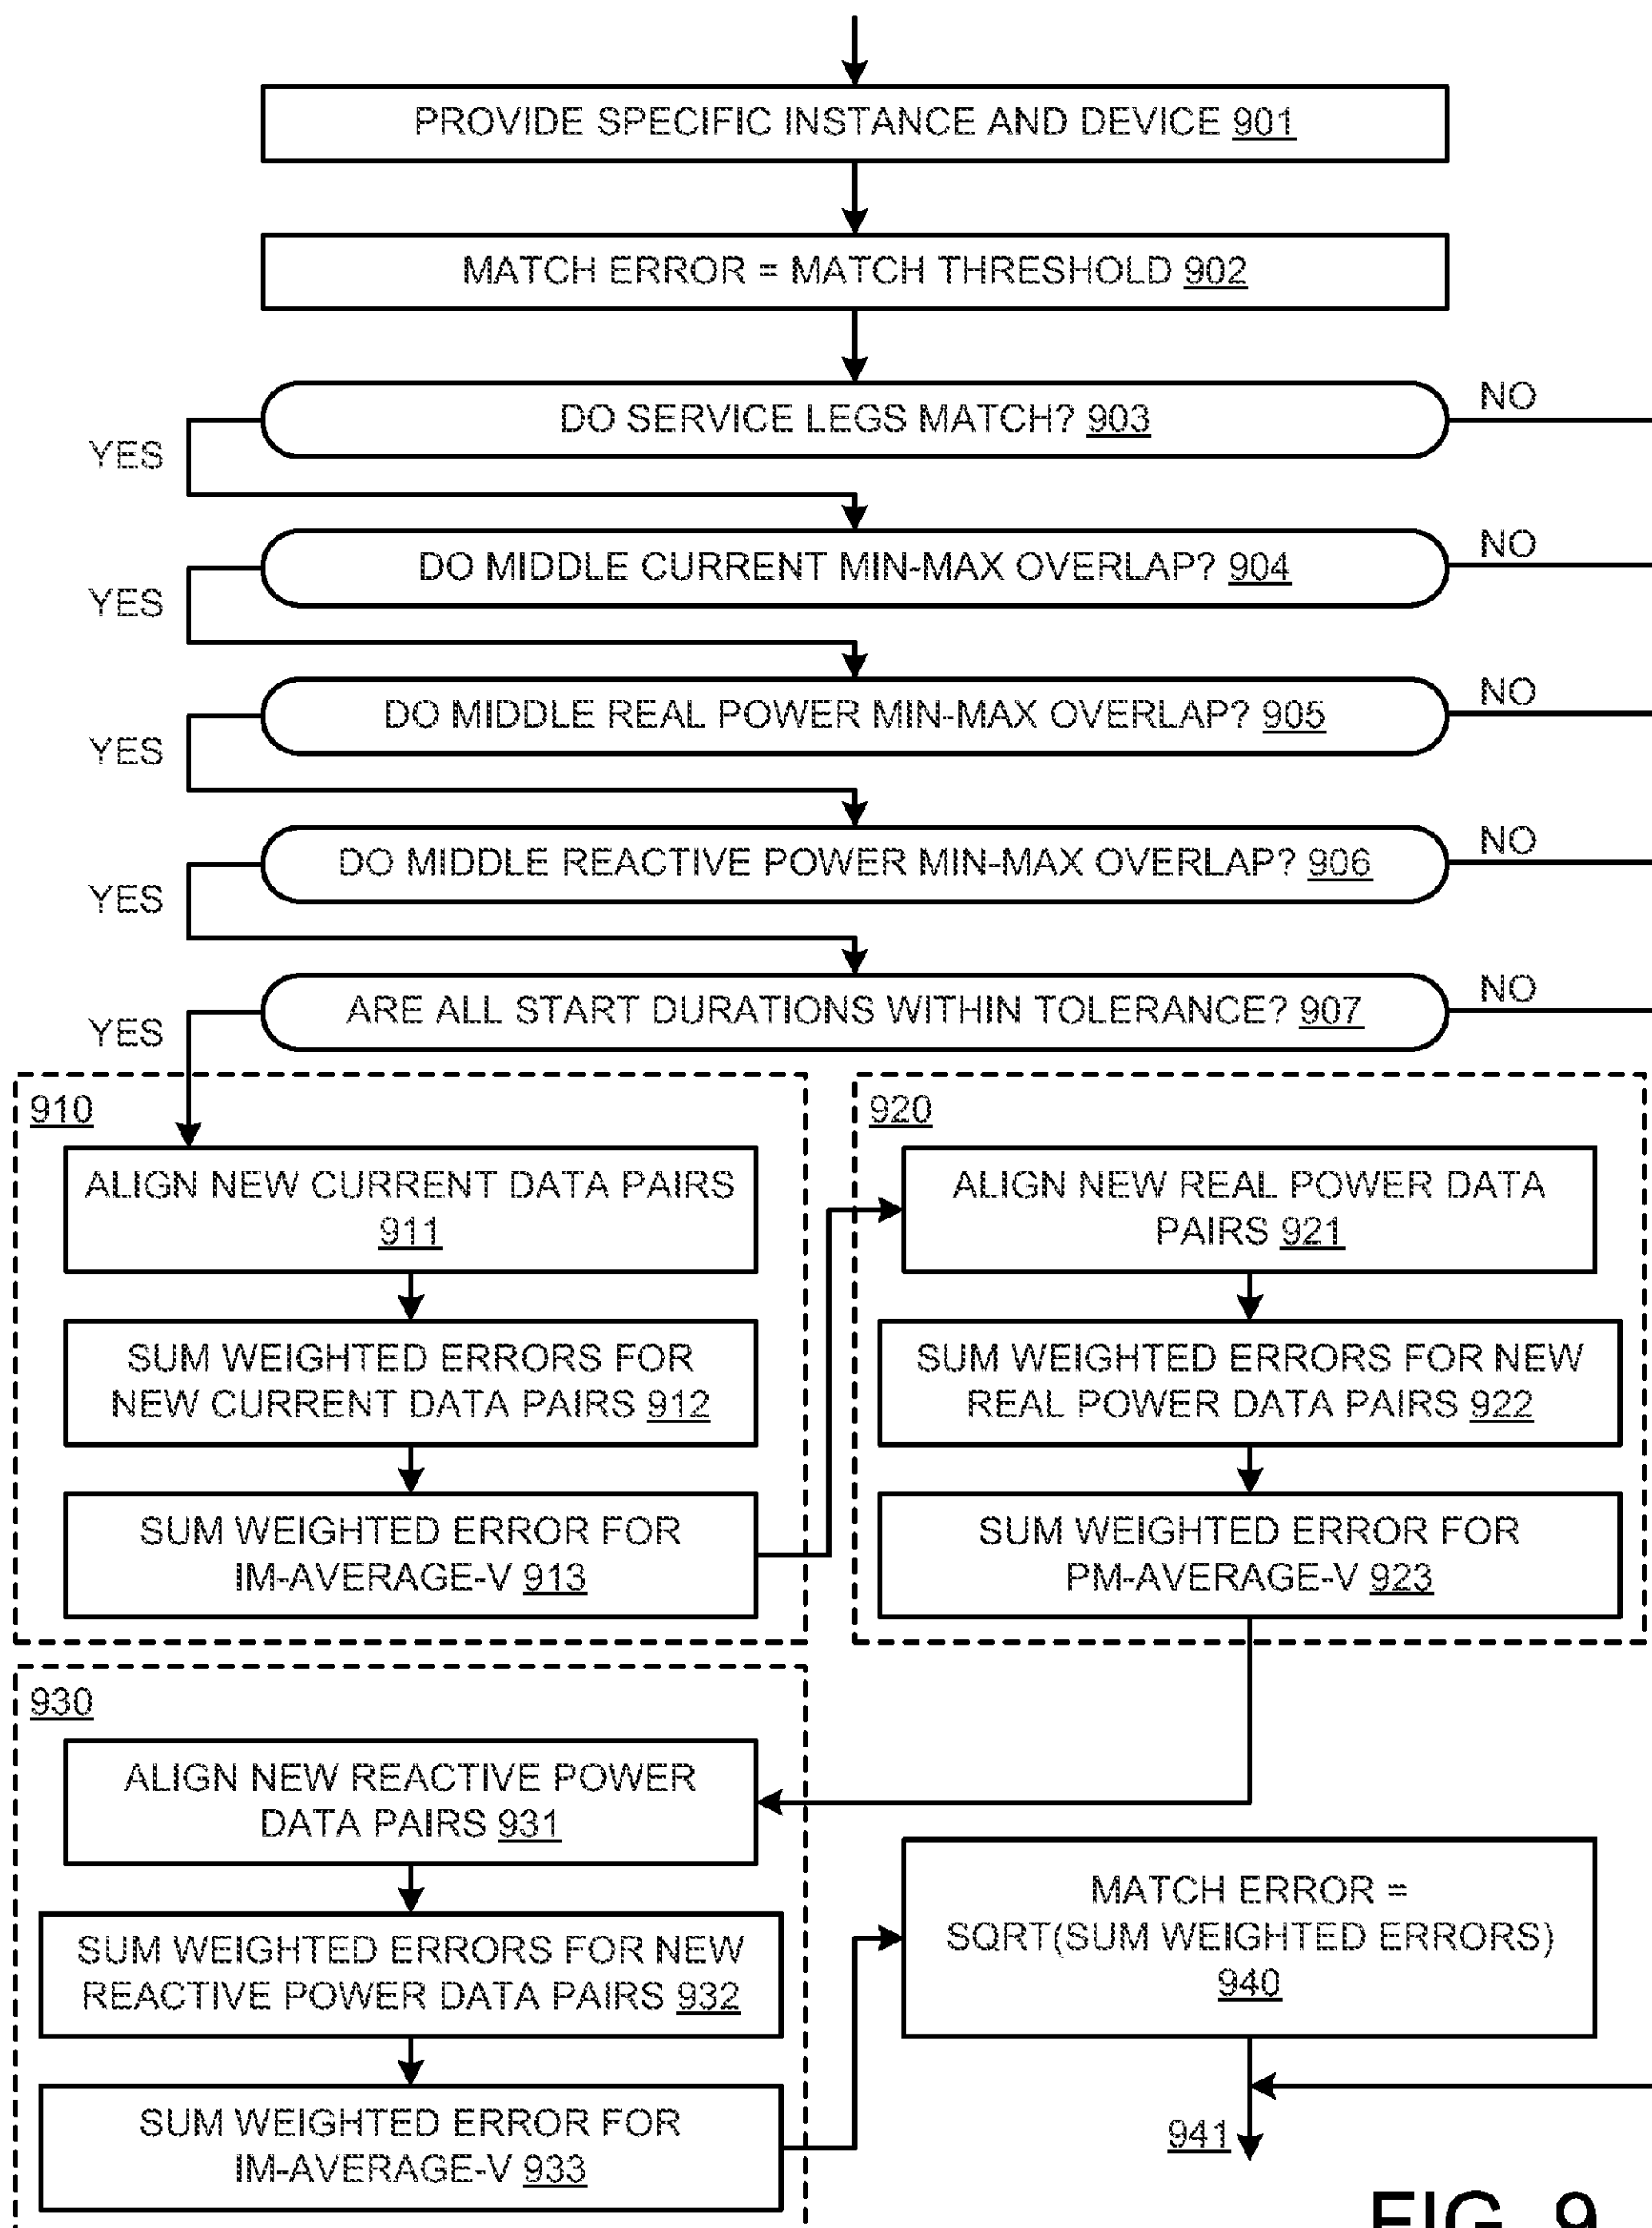 PROVIDE SPECIFIC INSTANCE AND DEVICE 901
MATCH ERROR = MATCH THRESHOLD 902
DO SERVICE LEGS MATCH? 903
NO
YES
DO MIDDLE CURRENT MIN-MAX OVERLAP? 904
NO
YES
DO MIDDLE REAL POWER MIN-MAX OVERLAP? 905
NO
YES
DO MIDDLE REACTIVE POWER MIN-MAX OVERLAP? 906
NO
YES
ARE ALL START DURATIONS WITHIN TOLERANCE? 907
NO
YES
910
ALIGN NEW CURRENT DATA PAIRS
911
SUM WEIGHTED ERRORS FOR
NEW CURRENT DATA PAIRS 912
SUM WEIGHTED ERROR FOR
IM-AVERAGE-V 913
920
ALIGN NEW REAL POWER DATA
PAIRS 921
SUM WEIGHTED ERRORS FOR NEW
REAL POWER DATA PAIRS 922
SUM WEIGHTED ERROR FOR
PM-AVERAGE-V 923
930
ALIGN NEW REACTIVE POWER
DATA PAIRS 931
SUM WEIGHTED ERRORS FOR NEW
REACTIVE POWER DATA PAIRS 932
SUM WEIGHTED ERROR FOR
IM-AVERAGE-V 933
MATCH ERROR =
SQRT(SUM WEIGHTED ERRORS)
940
941
FIG. 9